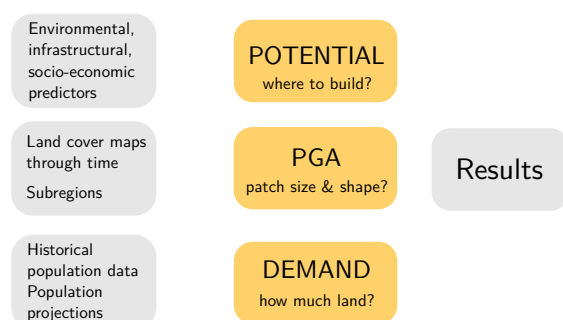 Environmental,
infrastructural,
socio-economic
predictors
POTENTIAL
where to build?
Land cover maps
through time
Subregions
PGA
patch size & shape?
Results
Historical
population data
Population
projections
DEMAND
how much land?